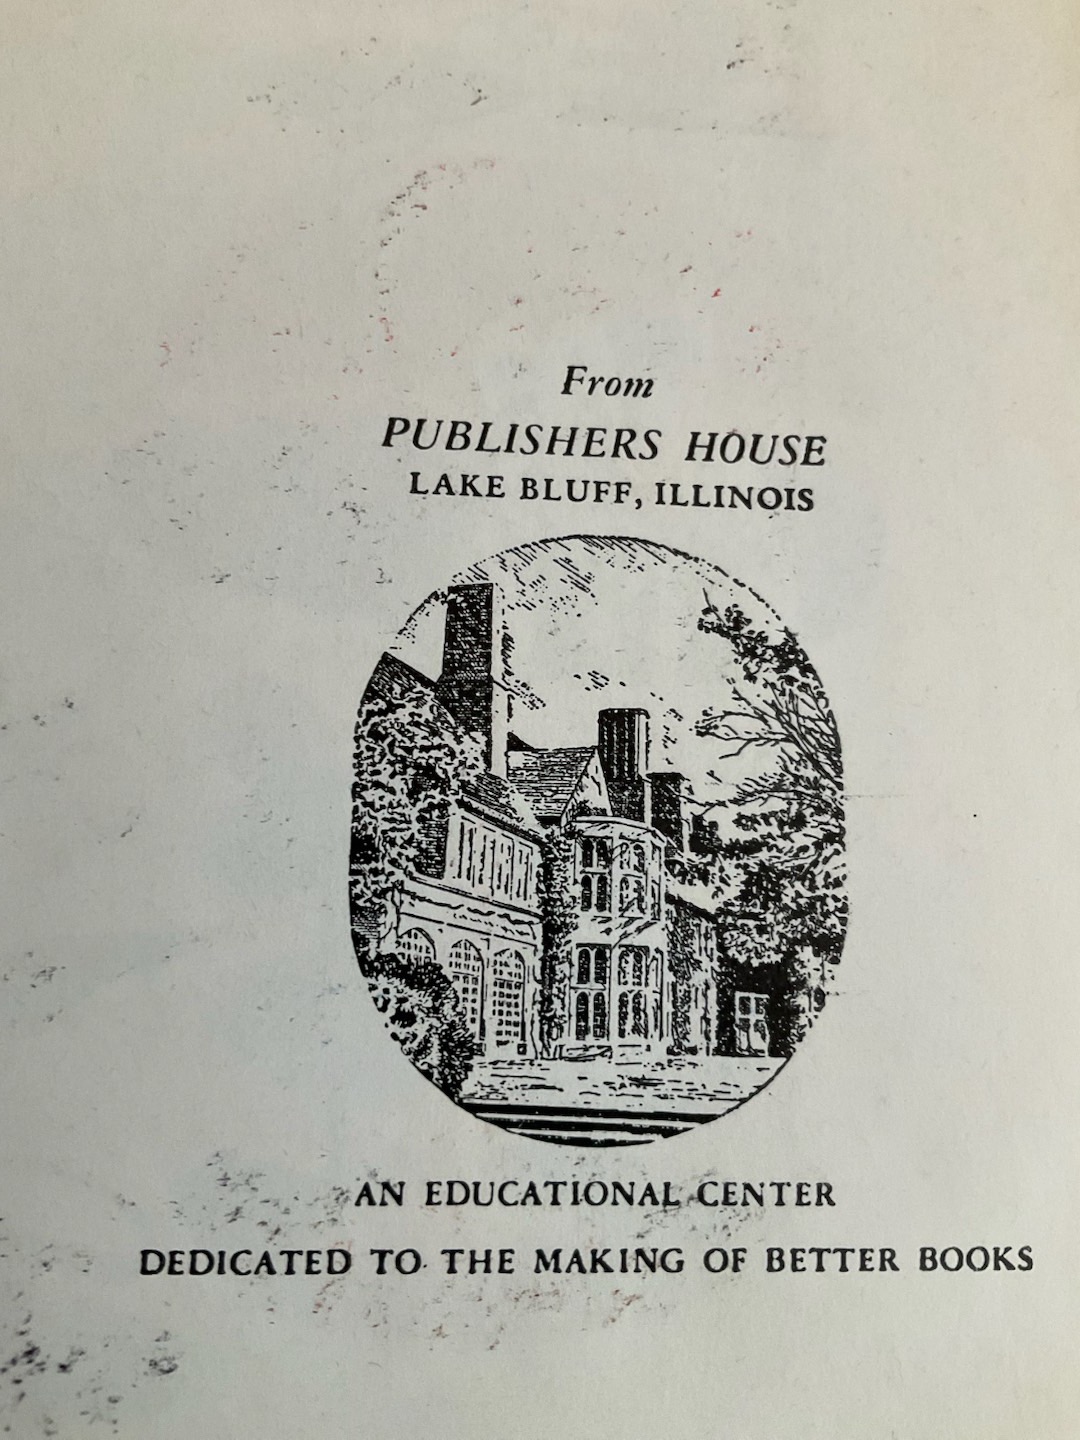 From
PUBLISHERS HOUSE
LAKE BLUFF, ILLINOIS
AN EDUCATIONAL CENTER
DEDICATED TO THE MAKING OF BETTER BOOKS